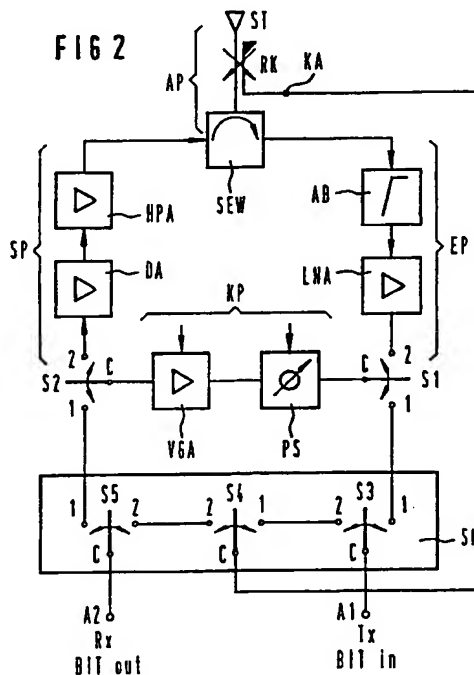 FIG 2
ST
AP
RK
KA
SEW
SP
HPA
AB
EP
DA
LNA
KP
2
2
S2
C
C
S1
1
1
VGA
PS
1
S5
2
2
S4
1
2
S3
1
C
C
C
A2
A1
Rx
Tx
BIT out
BIT in